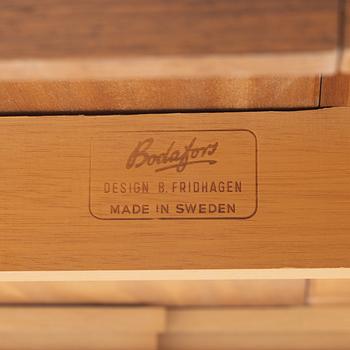 Bodafors
DESIGN B. FRIDHAGEN
MADE IN SWEDEN